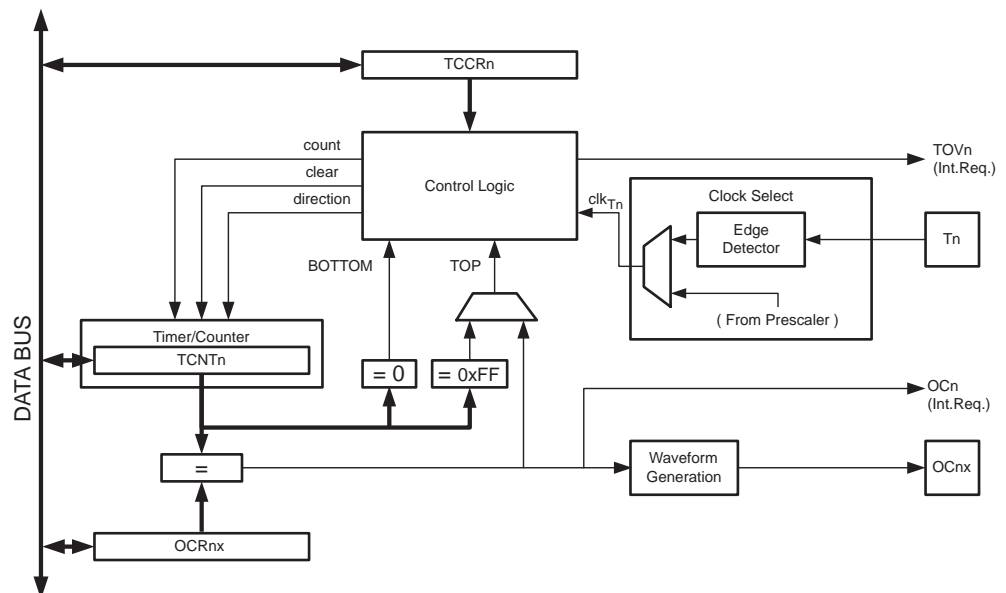 TCCRn
count
clear
direction
Control Logic
TOVn
(Int.Req.)
clkTn
Clock Select
Edge
Detector
Tn
( From Prescaler )
BOTTOM
TOP
Timer/Counter
TCNTn
= 0
= 0xFF
OCn
(Int.Req.)
=
Waveform
Generation
OCnx
OCRnx
DATA BUS